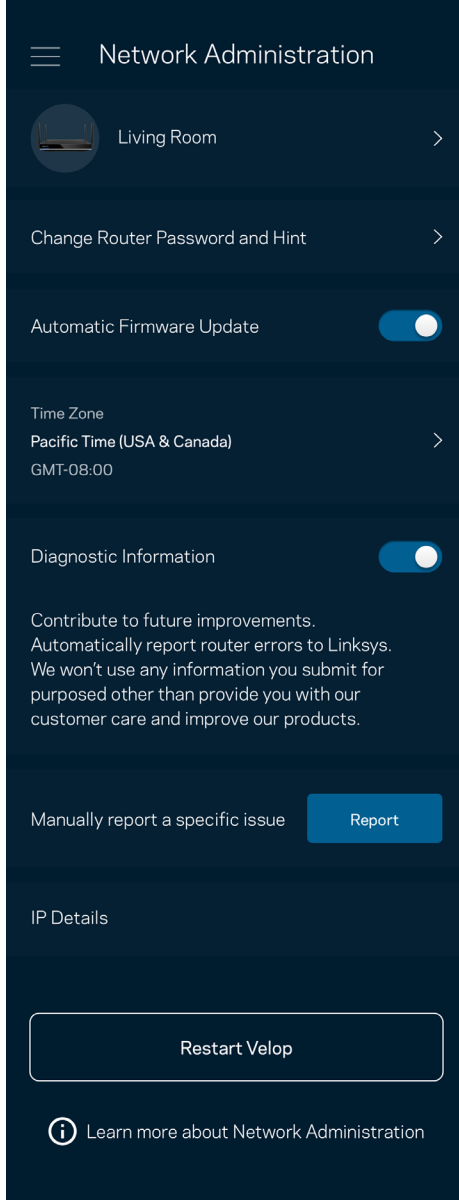 Network Administration
Living Room
Change Router Password and Hint
Automatic Firmware Update
Time Zone
Pacific Time (USA & Canada)
GMT-08:00
Diagnostic Information
Contribute to future improvements.
Automatically report router errors to Linksys.
We won't use any information you submit for
purposed other than provide you with our
customer care and improve our products.
Manually report a specific issue
Report
IP Details
Restart Velop
Learn more about Network Administration